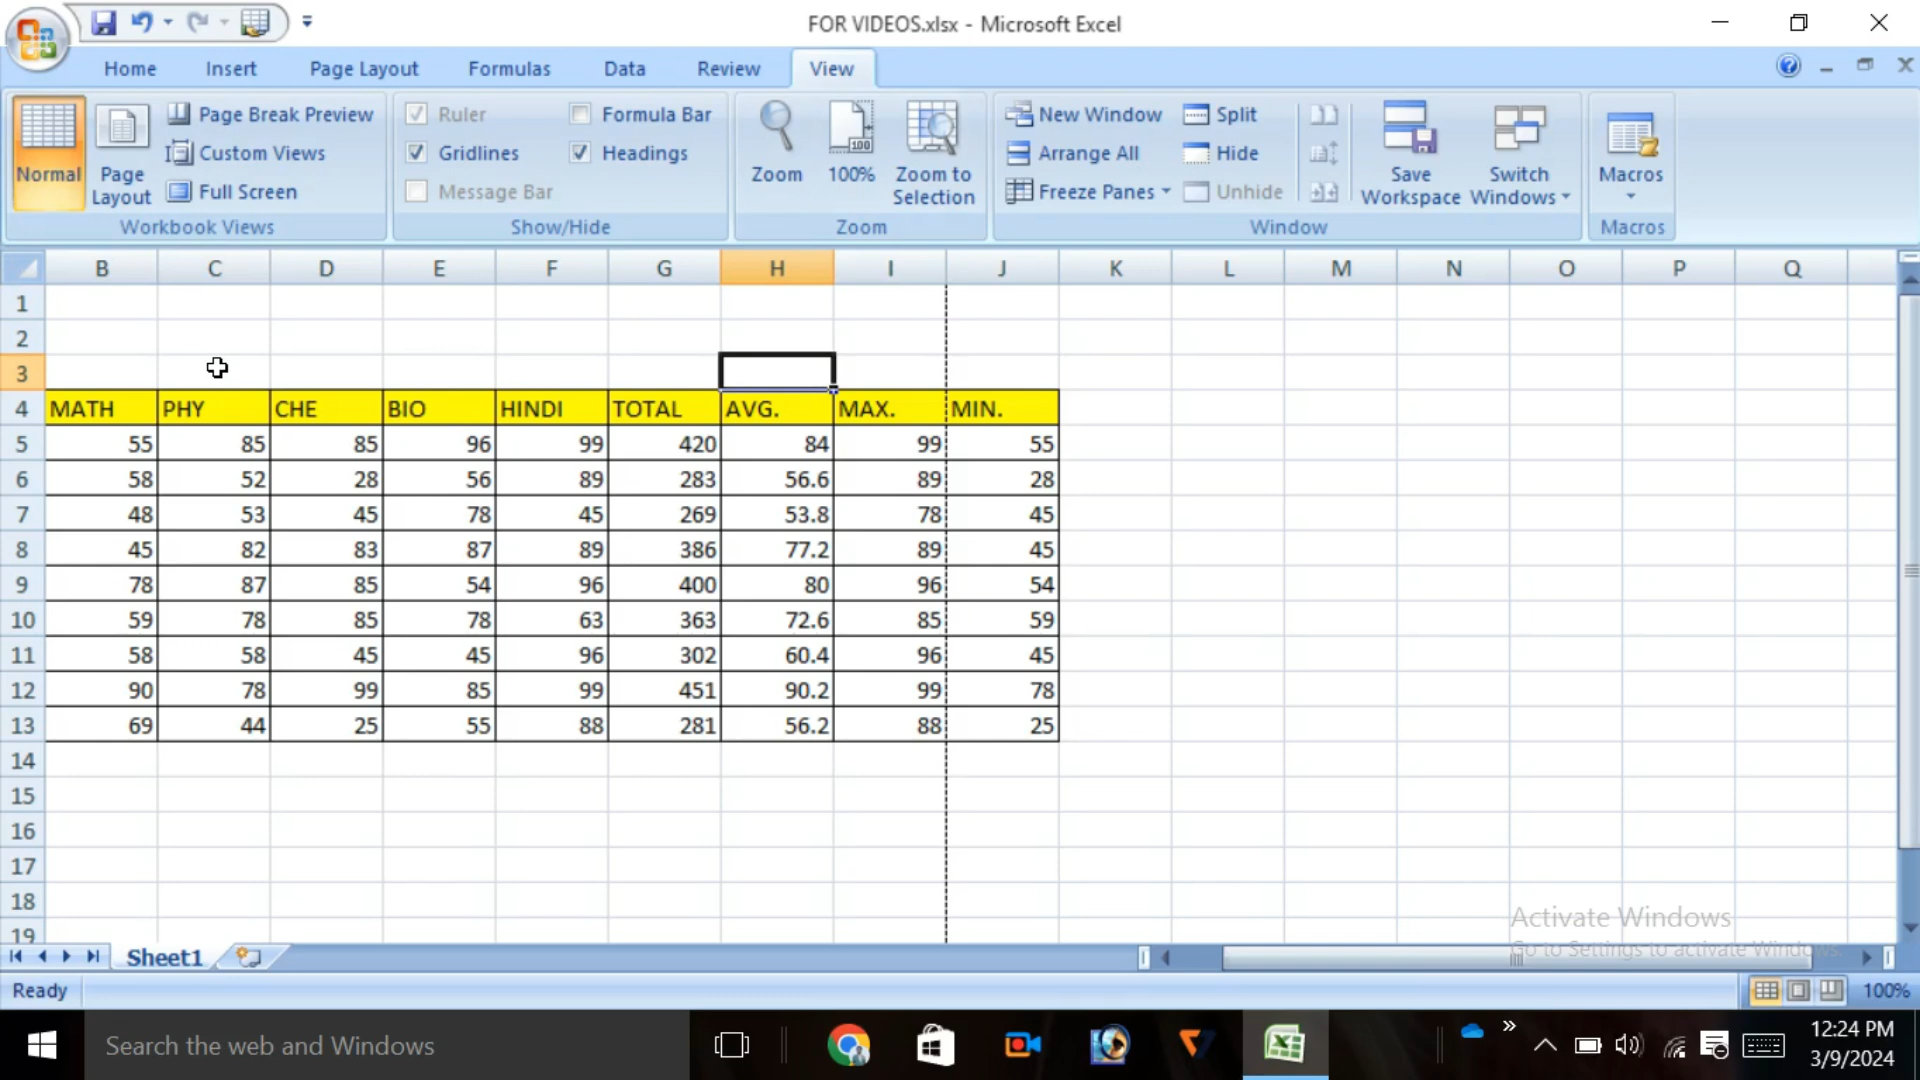 FOR VIDEOS.xlsx - Microsoft Excel
Home Insert Page Layout Formulas Data Review View
Normal
Page Layout
Page Break Preview
Custom Views
Full Screen
Workbook Views
Ruler Formula Bar
Gridlines Headings
Message Bar
Show/Hide
Zoom
100%
Zoom to Selection
Zoom
New Window
Arrange All
Freeze Panes
Split
Hide
Unhide
Save Workspace
Switch Windows
Window
Macros
Macros
B C D E F G H I J K L M N O P Q
1
2
3
4 MATH PHY CHE BIO HINDI TOTAL AVG. MAX. MIN.
5 55 85 85 96 99 420 84 99 55
6 58 52 28 56 89 283 56.6 89 28
7 48 53 45 78 45 269 53.8 78 45
8 45 82 83 87 89 386 77.2 89 45
9 78 87 85 54 96 400 80 96 54
10 59 78 85 78 63 363 72.6 85 59
11 58 58 45 45 96 302 60.4 96 45
12 90 78 99 85 99 451 90.2 99 78
13 69 44 25 55 88 281 56.2 88 25
14
15
16
17
18
19
Activate Windows
Go to Settings to activate Windows.
Sheet1
Ready 100%
Search the web and Windows
12:24 PM
3/9/2024